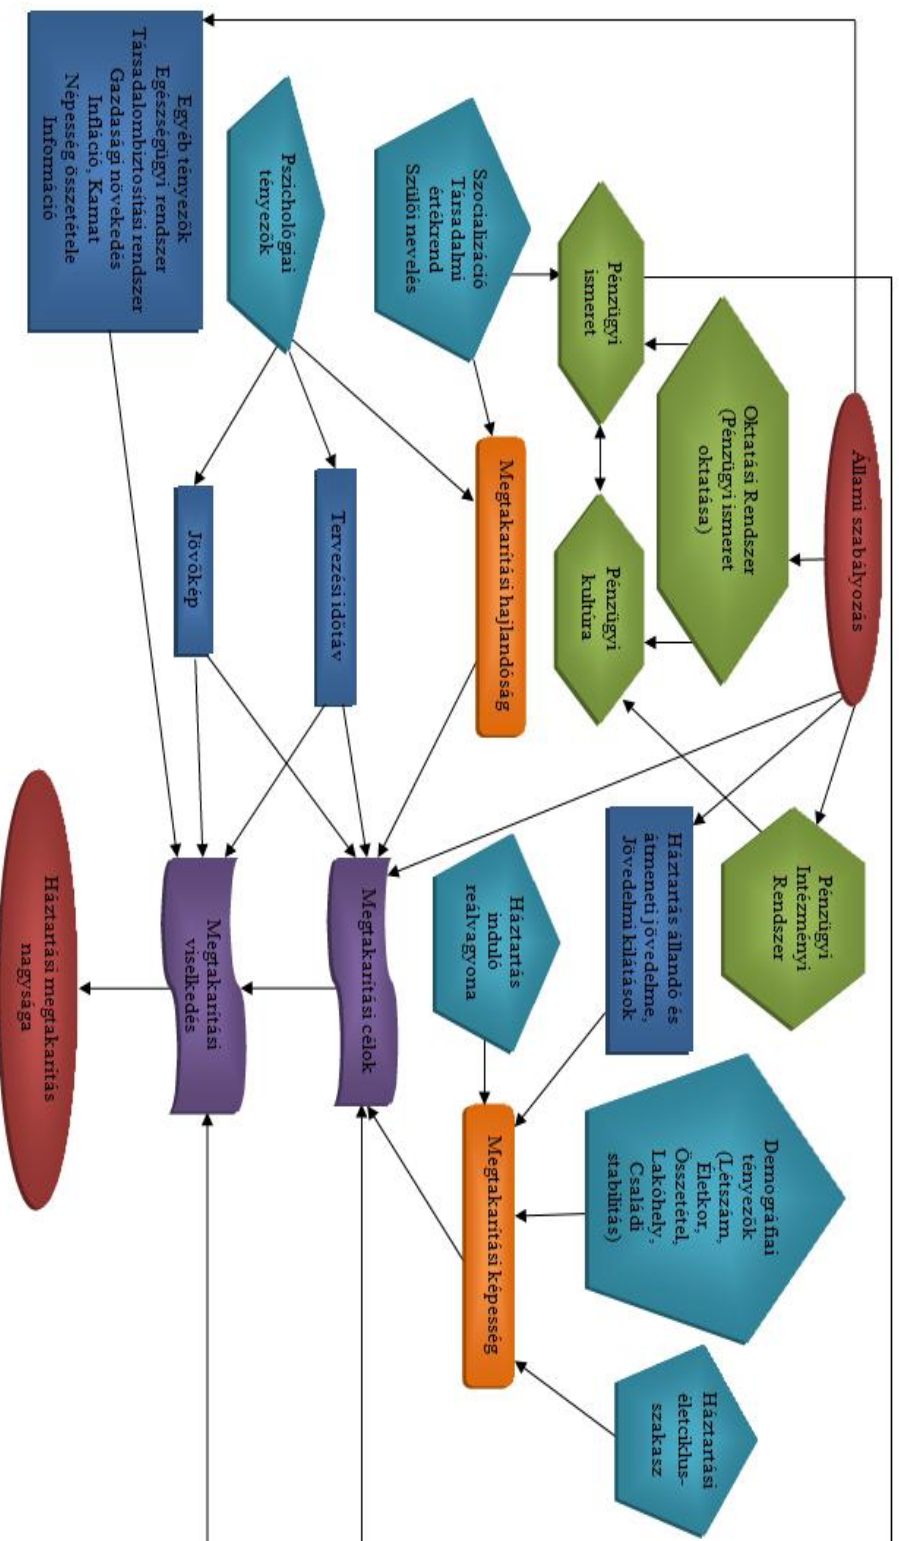 Állami szabályozás
Oktatási Rendszer
(Pénzügyi ismeret
oktatása)
Pénzügyi
Intézményi
Rendszer
Pénzügyi
ismeret
Pénzügyi
kultúra
Háztartás állandó és
átmeneti jövedelme,
Jövedelmi kilátások
Demográfiai
tényezők
(Létszám,
Életkor,
Összetétel,
Lakóhely,
Családi
stabilitás)
Háztartási
életciklus-
szakasz
Szocializáció
Társadalmi
értékrend
Szülői nevelés
Megtakarítási hajlandóság
Háztartás
induló
reálvagyona
Megtakarítási képesség
Pszichológiai
tényezők
Tervezési időtáv
Megtakarítási célok
Egyéb tényezők
Egészségügyi rendszer
Társadalombiztosítási rendszer
Gazdasági növekedés
Infláció, Kamat
Népesség összetétele
Információ
Jövőkép
Megtakarítási
viselkedés
Háztartási megtakarítás
nagysága